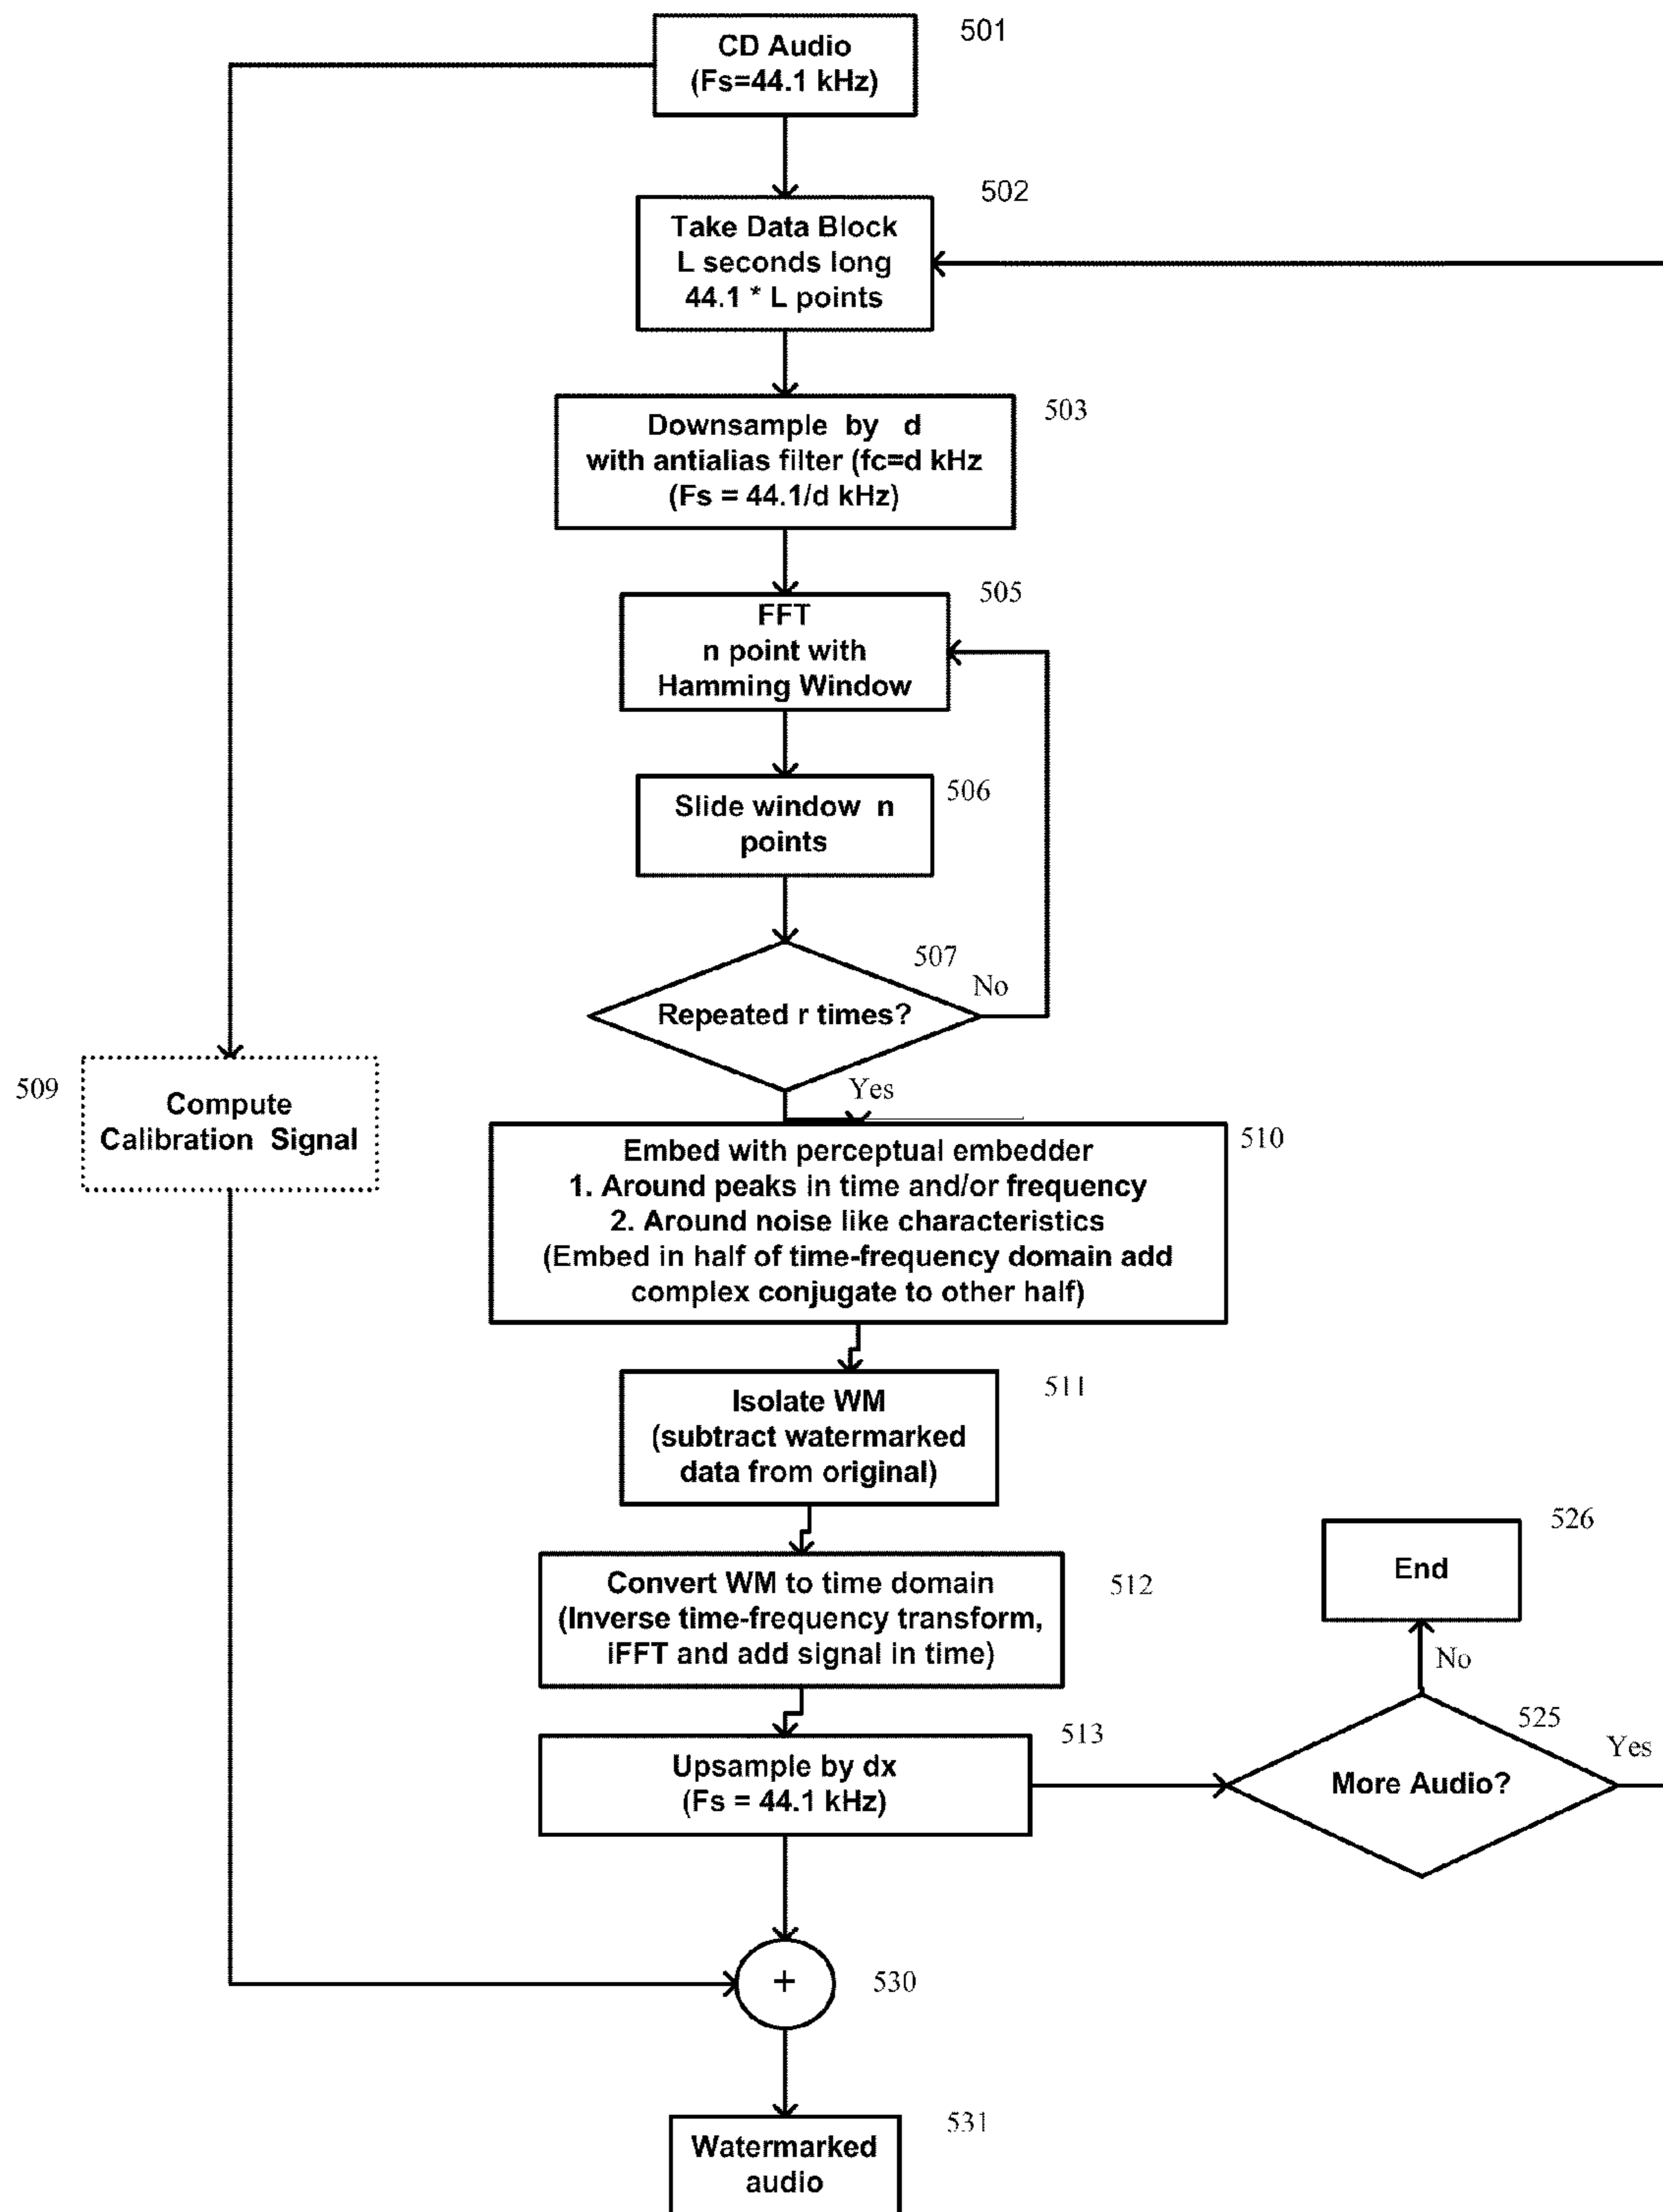 CD Audio
(Fs=44.1 kHz)
501
Take Data Block
L seconds long
44.1 * L points
502
Downsample by d
with antialias filter (fc=d kHz
(Fs = 44.1/d kHz)
503
FFT
n point with
Hamming Window
505
Slide window n
points
506
Repeated r times?
507
No
Yes
509
Compute
Calibration Signal
Embed with perceptual embedder
1. Around peaks in time and/or frequency
2. Around noise like characteristics
(Embed in half of time-frequency domain add
complex conjugate to other half)
510
Isolate WM
(subtract watermarked
data from original)
511
Convert WM to time domain
(Inverse time-frequency transform,
iFFT and add signal in time)
512
Upsample by dx
(Fs = 44.1 kHz)
513
End
526
No
More Audio?
525
Yes
+
530
Watermarked
audio
531